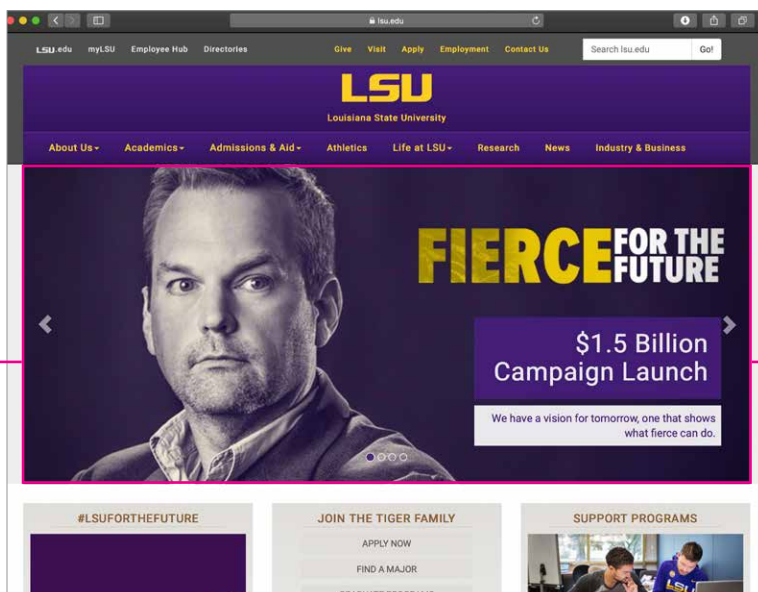 lsu.edu
LSU.edu myLSU Employee Hub Directories Give Visit Apply Employment Contact Us Search lsu.edu Go!
LSU
Louisiana State University
About Us Academics Admissions & Aid Athletics Life at LSU Research News Industry & Business
FIERCE FOR THE
FUTURE
$1.5 Billion
Campaign Launch
We have a vision for tomorrow, one that shows
what fierce can do.
#LSUFORTHEFUTURE JOIN THE TIGER FAMILY SUPPORT PROGRAMS
APPLY NOW
FIND A MAJOR
LSU